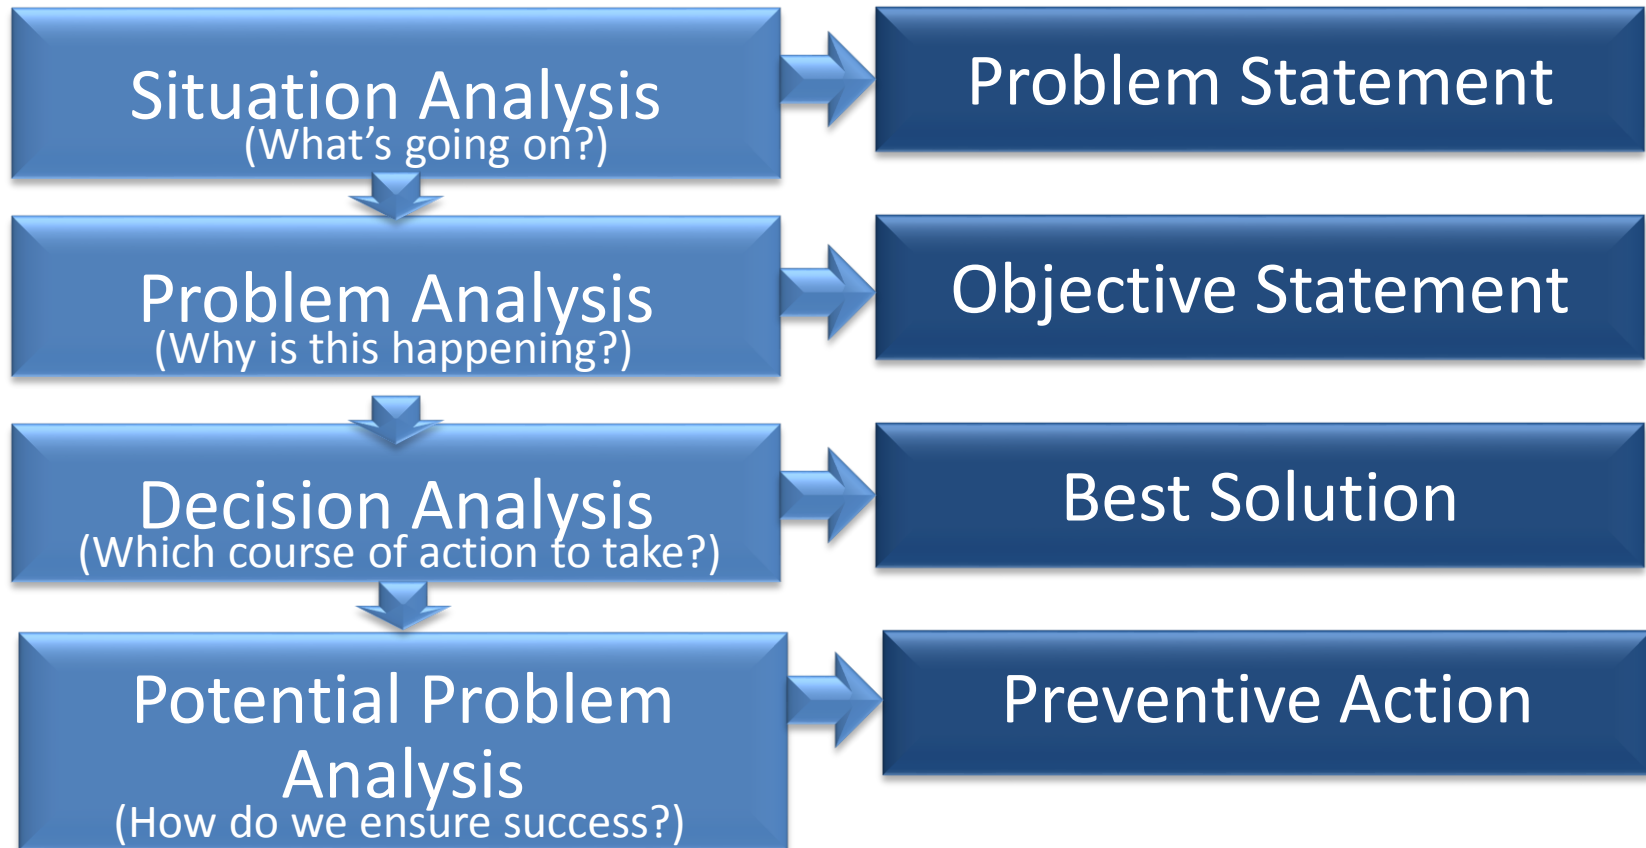 Situation Analysis
(What’s going on?)
Problem Statement
Problem Analysis
(Why is this happening?)
Objective Statement
Decision Analysis
(Which course of action to take?)
Best Solution
Potential Problem
Analysis
(How do we ensure success?)
Preventive Action